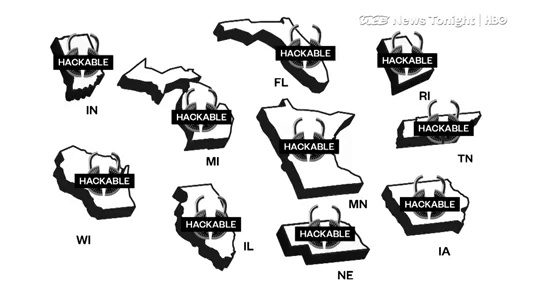 VICE News Tonight | HBO
HACKABLE
IN
HACKABLE
MI
HACKABLE
FL
HACKABLE
RI
HACKABLE
TN
HACKABLE
WI
HACKABLE
IL
HACKABLE
MN
HACKABLE
NE
HACKABLE
IA